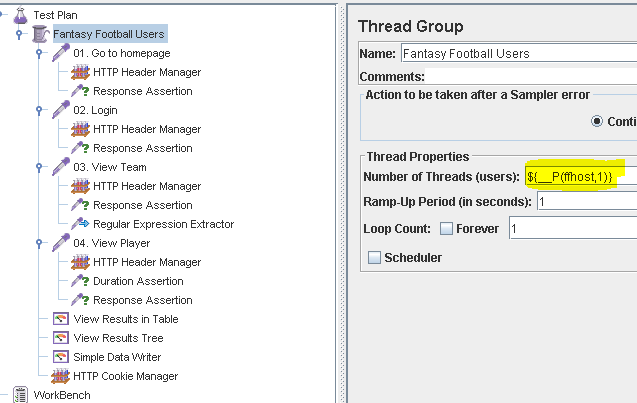 Test Plan
Fantasy Football Users
01. Go to homepage
HTTP Header Manager
Response Assertion
02. Login
HTTP Header Manager
Response Assertion
03. View Team
HTTP Header Manager
Response Assertion
Regular Expression Extractor
04. View Player
HTTP Header Manager
Duration Assertion
Response Assertion
View Results in Table
View Results Tree
Simple Data Writer
HTTP Cookie Manager
WorkBench
Thread Group
Name: Fantasy Football Users
Comments:
Action to be taken after a Sampler error
Conti
Thread Properties
Number of Threads (users): ${__P(ffhost,1)}
Ramp-Up Period (in seconds): 1
Loop Count: Forever 1
Scheduler